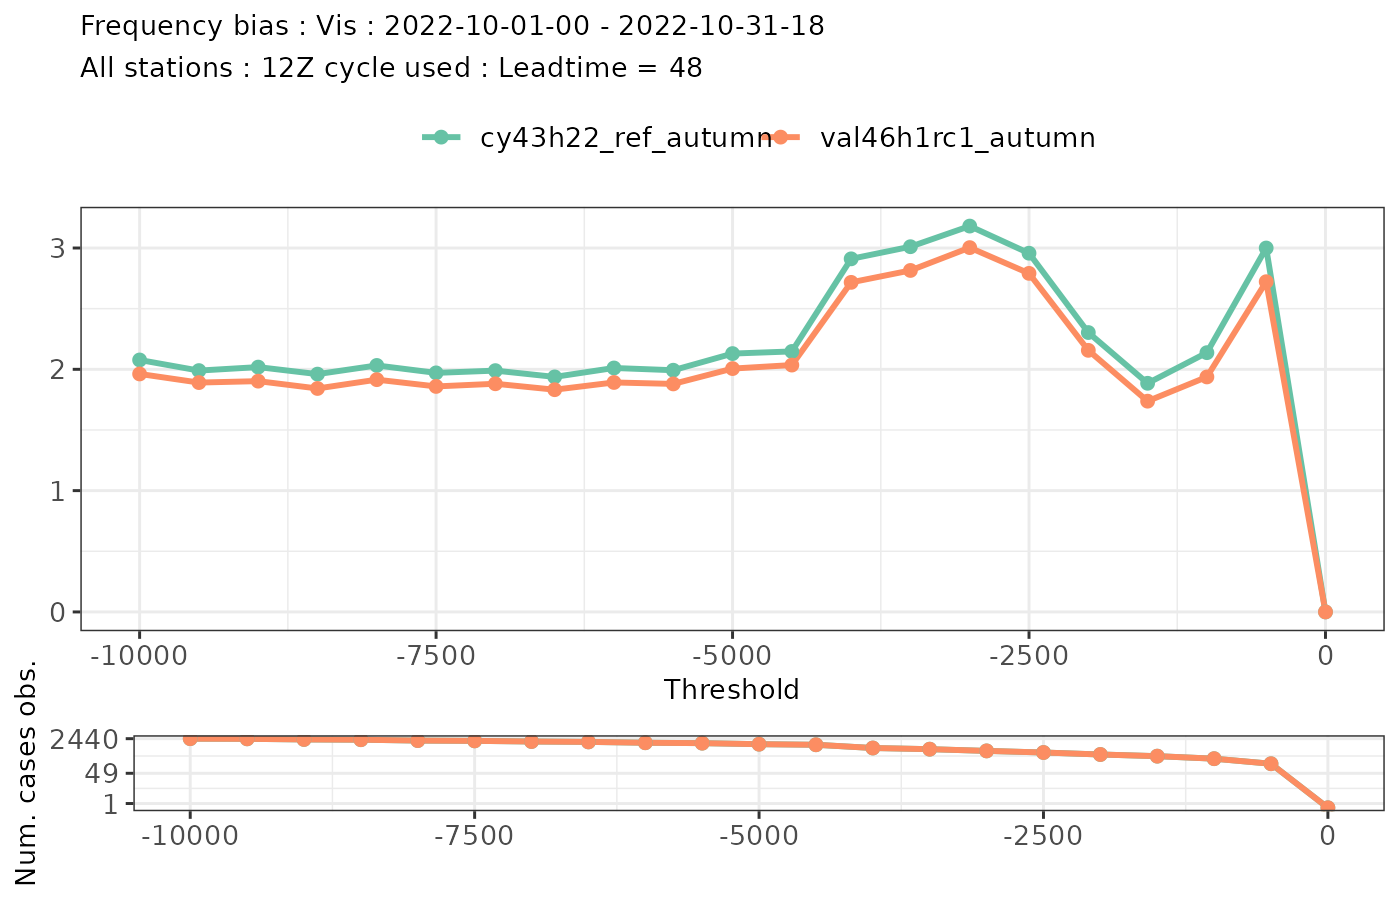 Frequency bias : Vis : 2022-10-01-00 - 2022-10-31-18
All stations : 12Z cycle used : Leadtime = 48
cy43h22_ref_autumn val46h1rc1_autumn
3
2
1
0
-10000 -7500 -5000 -2500 0
Threshold
Num. cases obs.
2440
49
1
-10000 -7500 -5000 -2500 0